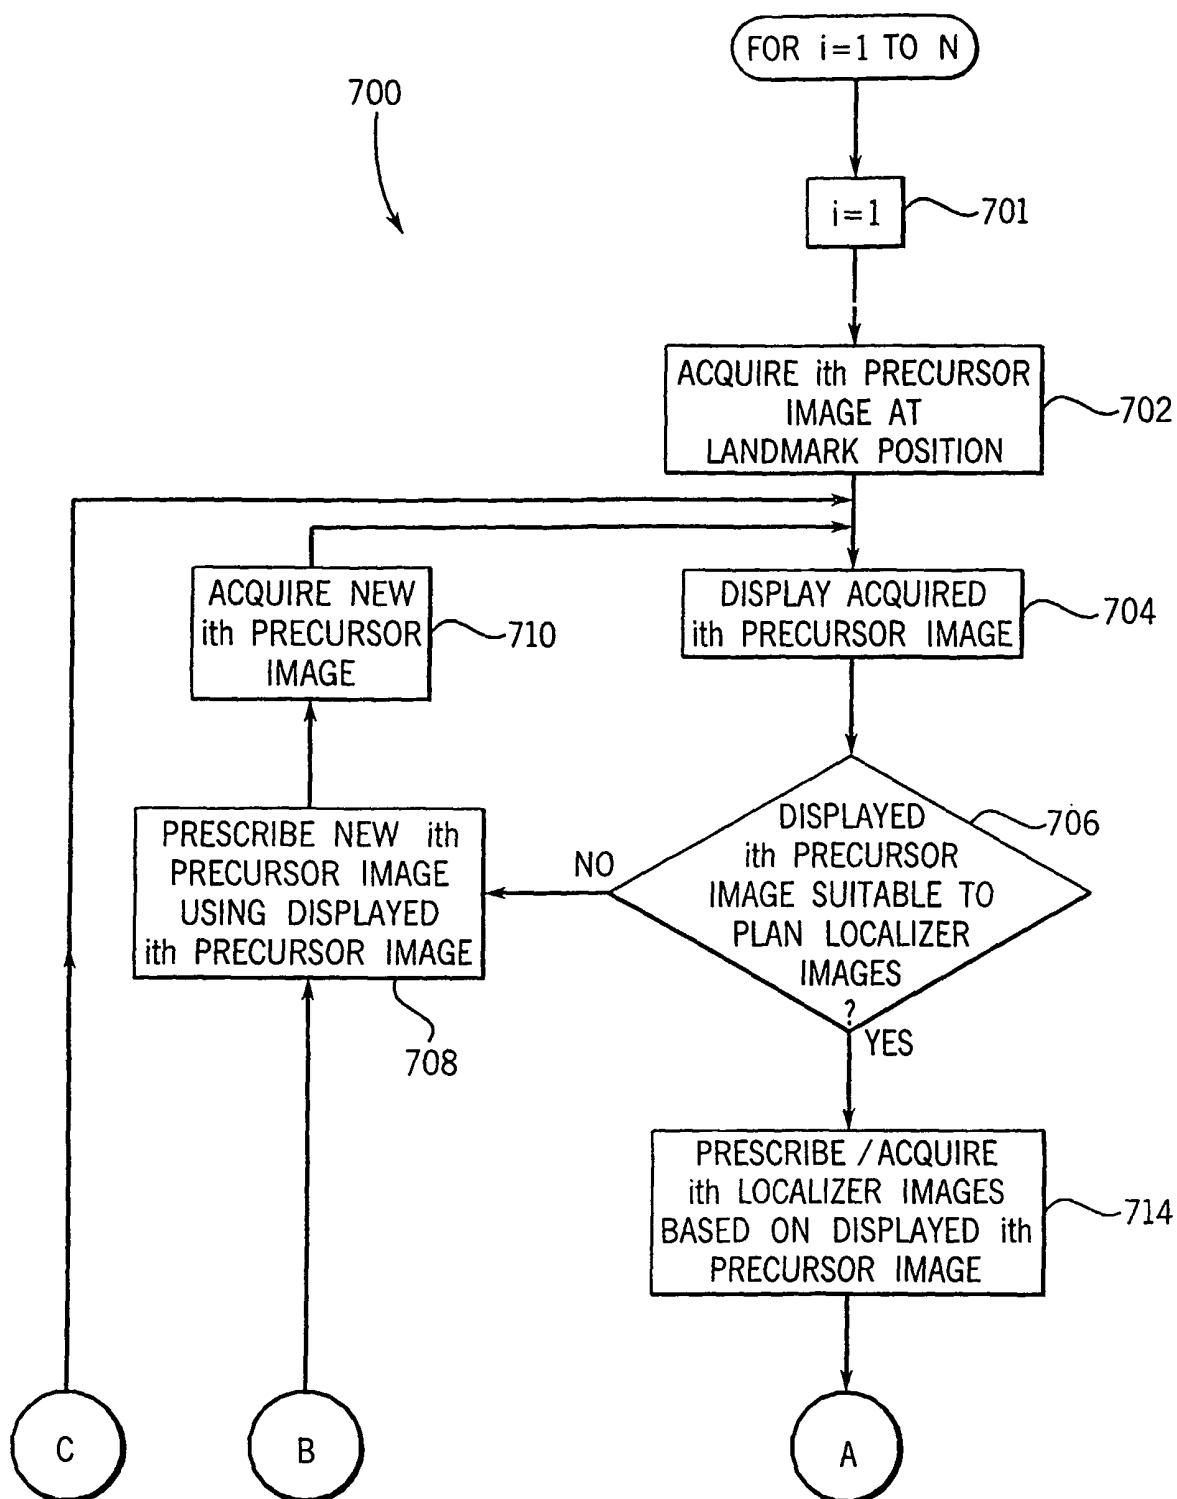 FOR i=1 TO N
700
i=1
701
ACQUIRE ith PRECURSOR
IMAGE AT
LANDMARK POSITION
702
ACQUIRE NEW
ith PRECURSOR
IMAGE
710
DISPLAY ACQUIRED
ith PRECURSOR IMAGE
704
DISPLAYED
ith PRECURSOR
IMAGE SUITABLE TO
PLAN LOCALIZER
IMAGES
?
706
NO
YES
PRESCRIBE NEW ith
PRECURSOR IMAGE
USING DISPLAYED
ith PRECURSOR IMAGE
708
PRESCRIBE / ACQUIRE
ith LOCALIZER IMAGES
BASED ON DISPLAYED ith
PRECURSOR IMAGE
714
C
B
A